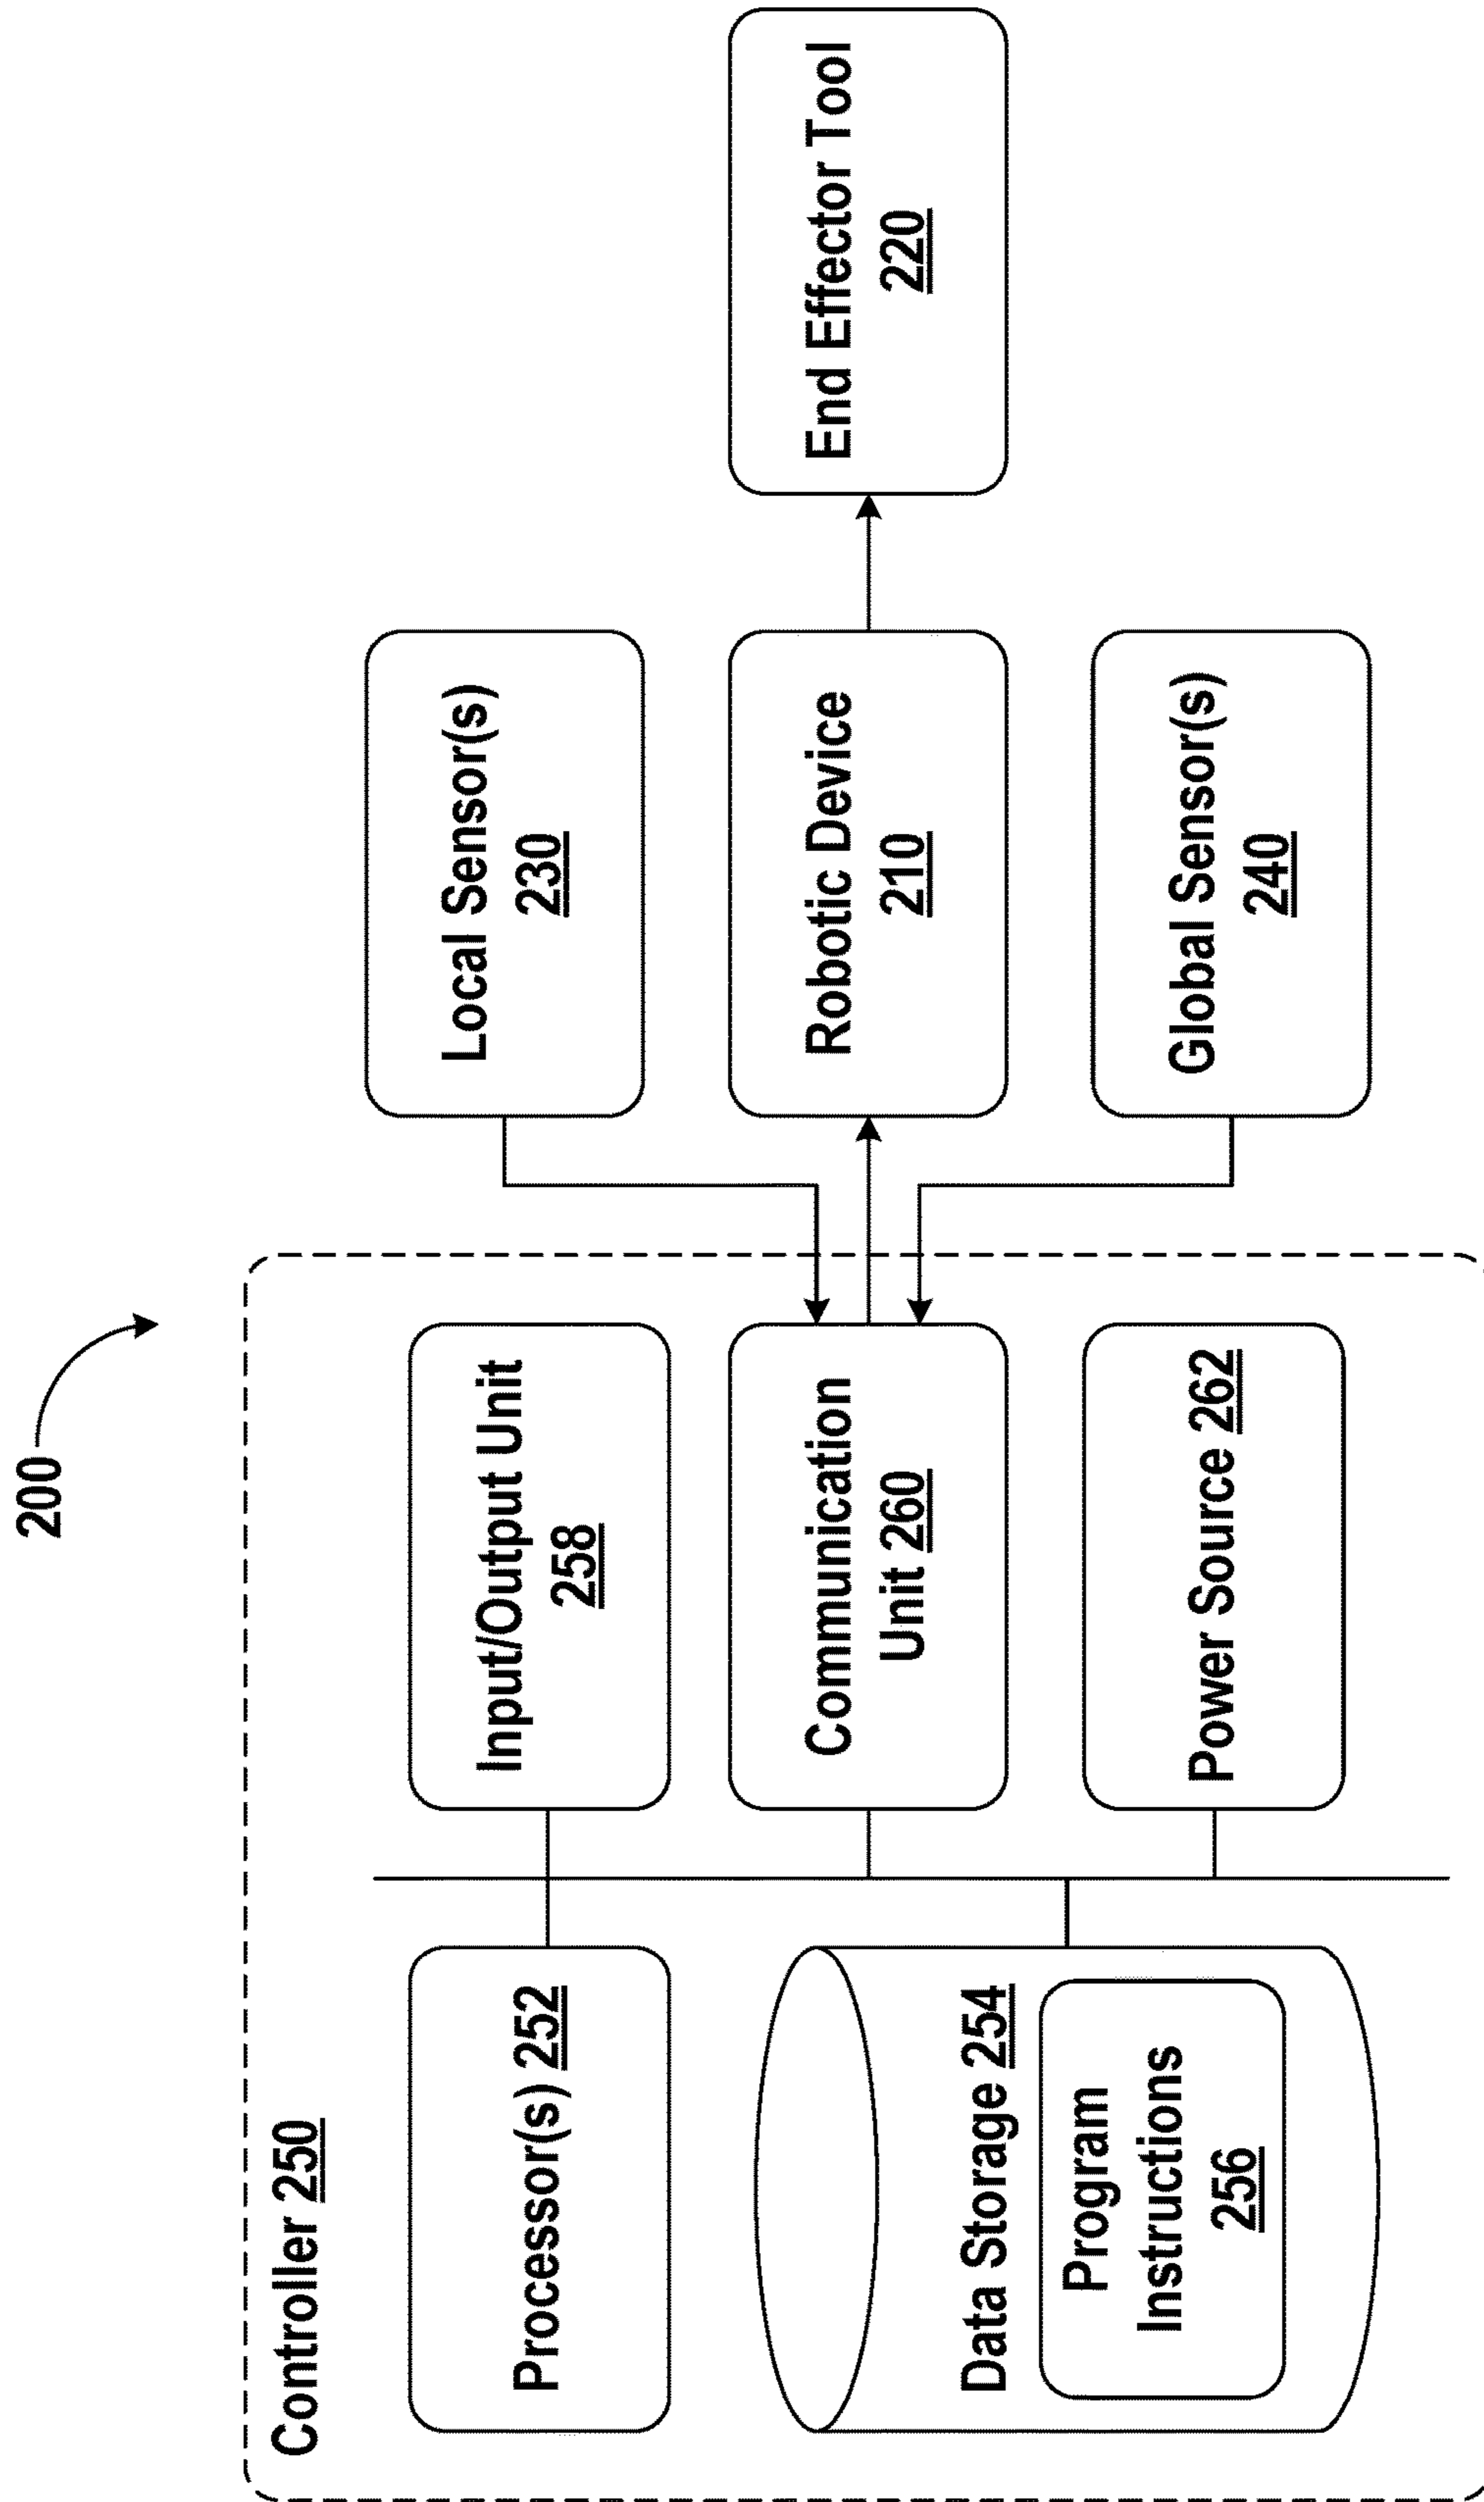 200
Controller 250
Processor(s) 252
Input/Output Unit
258
Local Sensor(s)
230
Data Storage 254
Program
Instructions
256
Communication
Unit 260
Robotic Device
210
End Effector Tool
220
Power Source 262
Global Sensor(s)
240